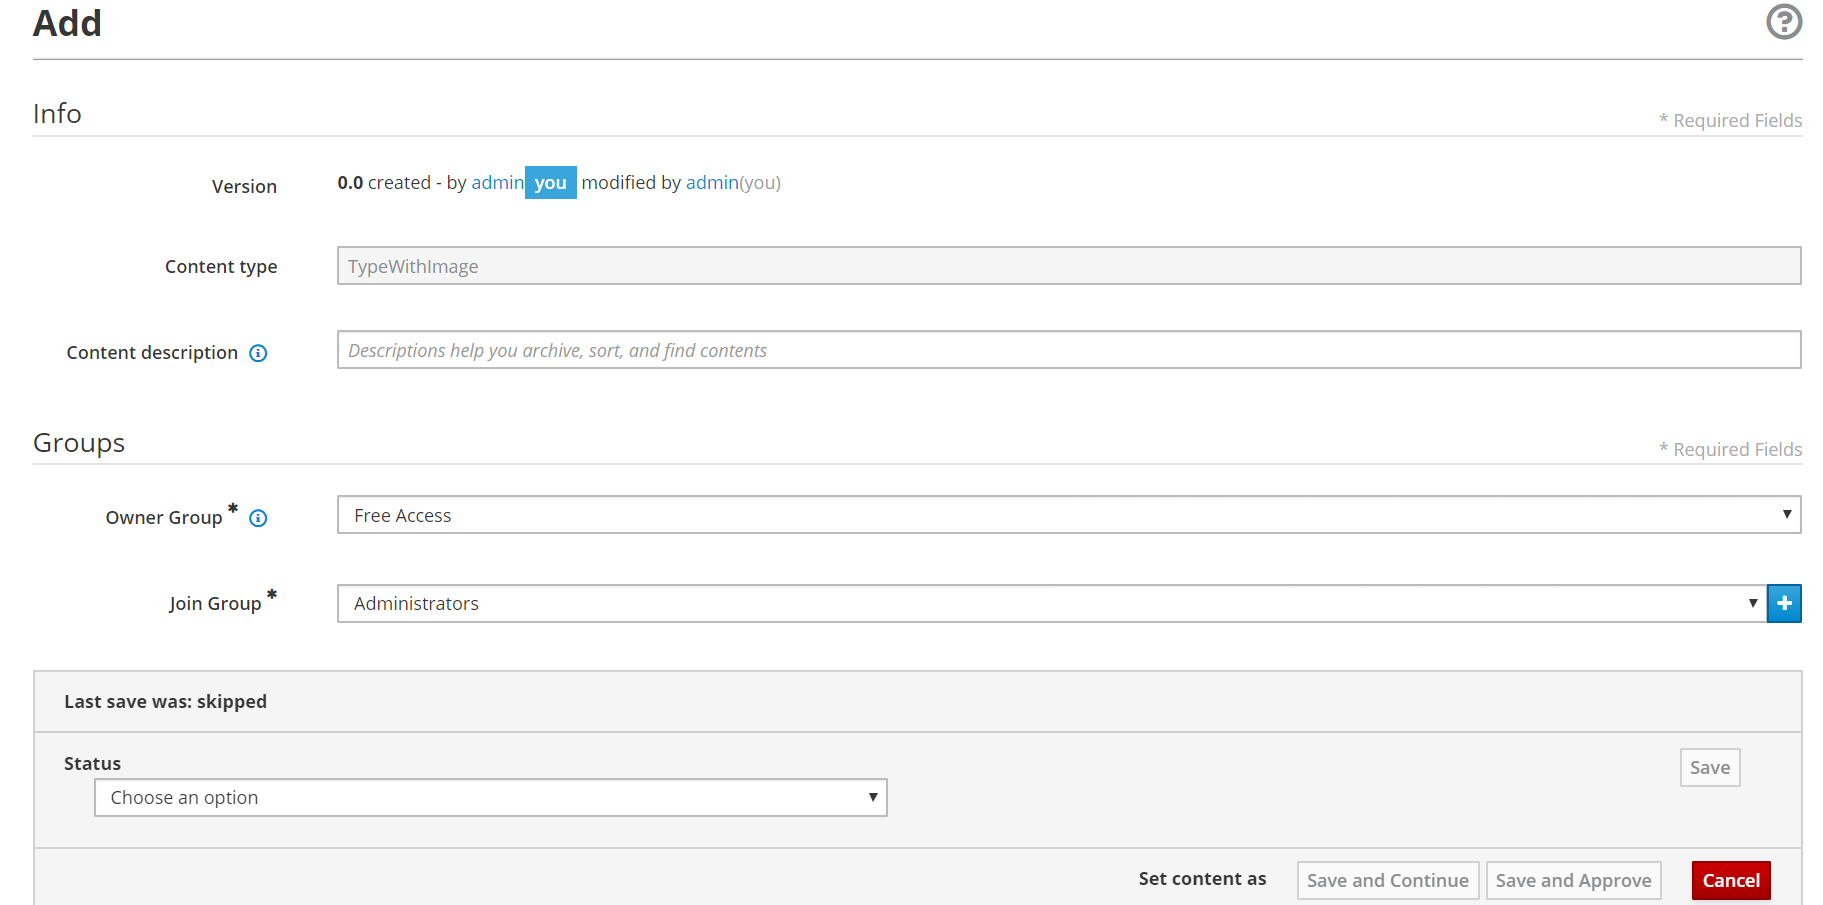 Add
Info
* Required Fields
Version
0.0 created - by admin you modified by admin(you)
Content type
TypeWithImage
Content description
Descriptions help you archive, sort, and find contents
Groups
* Required Fields
Owner Group *
Free Access
Join Group *
Administrators
Last save was: skipped
Status
Save
Choose an option
Set content as
Save and Continue
Save and Approve
Cancel